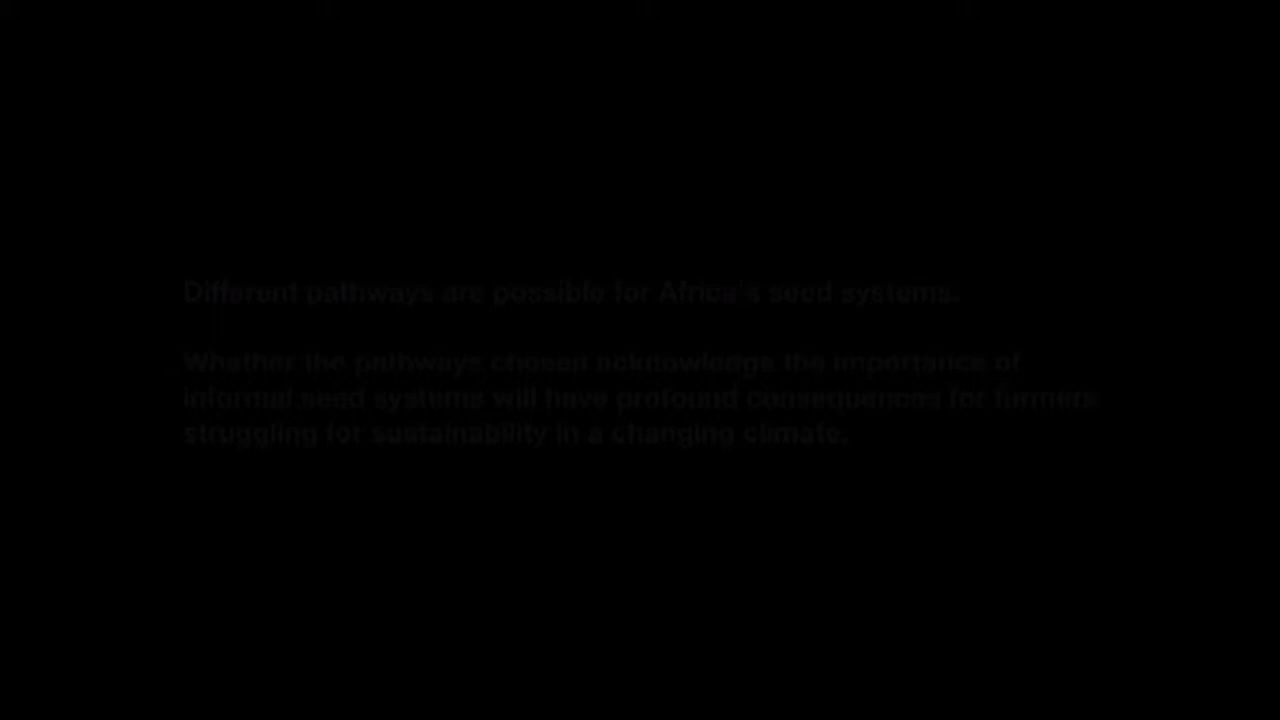 Different pathways are possible for Africa's seed systems.
Whether the pathways chosen acknowledge the importance of
informal seed systems will have profound consequences for farmers
struggling for sustainability in a changing climate.